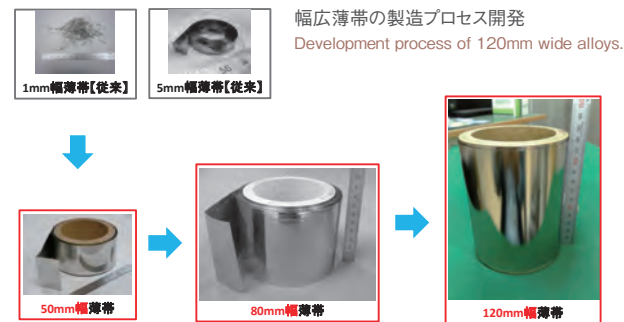 幅広薄帯の製造プロセス開発
Development process of 120mm wide alloys.
1mm幅薄帯【従来】
5mm幅薄帯【従来】
50mm幅薄帯
80mm幅薄帯
120mm幅薄帯